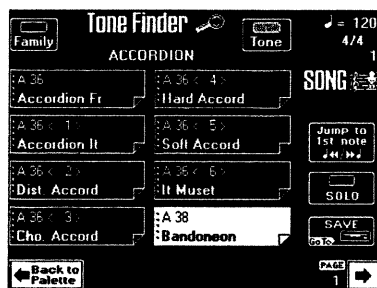 Tone Finder
Family
Tone
♩= 120
4/4
1
ACCORDION
SONG
A 36
Accordion Fr
A 36 < 4>
Hard Accord
A 36 < 1>
Accordion It
A 36 < 5>
Soft Accord
Jump to
1st note
A 36 < 2>
Dist. Accord
A 36 < 6>
It Muset
SOLO
A 36 < 3>
Cho. Accord
A 38
Bandoneon
SAVE
Go To
Back to
Palette
PAGE
1